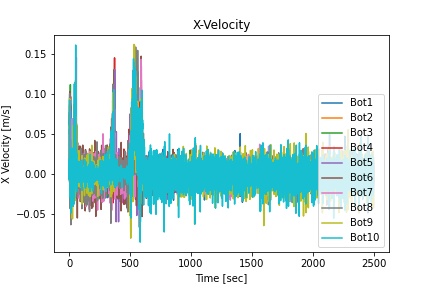 X-Velocity
0.15
0.10
0.05
0.00
−0.05
X Velocity [m/s]
0
500
1000
1500
2000
2500
Time [sec]
Bot1
Bot2
Bot3
Bot4
Bot5
Bot6
Bot7
Bot8
Bot9
Bot10